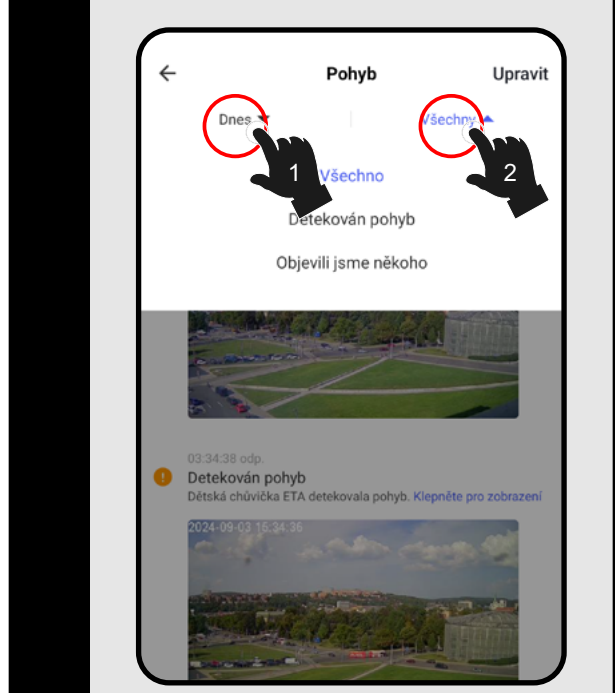 Pohyb
Upravit
Dnes
Všechny
1
2
Všechno
Detekován pohyb
Objevili jsme někoho
03:34:38 odp.
Detekován pohyb
Dětská chůvička ETA detekovala pohyb. Klepněte pro zobrazení
2024-09-03 15:34:36